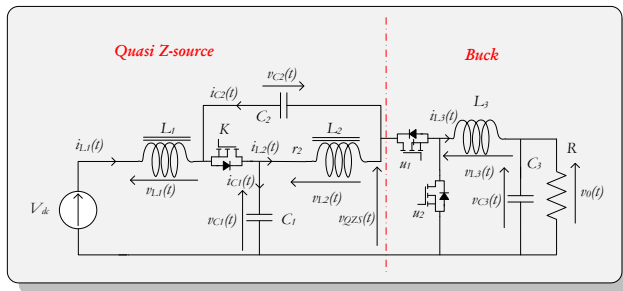 Quasi Z-source
Buck
vC2(t)
iC2(t)
C2
L1
K
L2
iL3(t)
L3
iL1(t)
iL2(t)
r2
u1
R
vL1(t)
iC1(t)
vL2(t)
vL3(t)
C3
Vdc
vC1(t)
C1
vQZS(t)
u2
vC3(t)
v0(t)